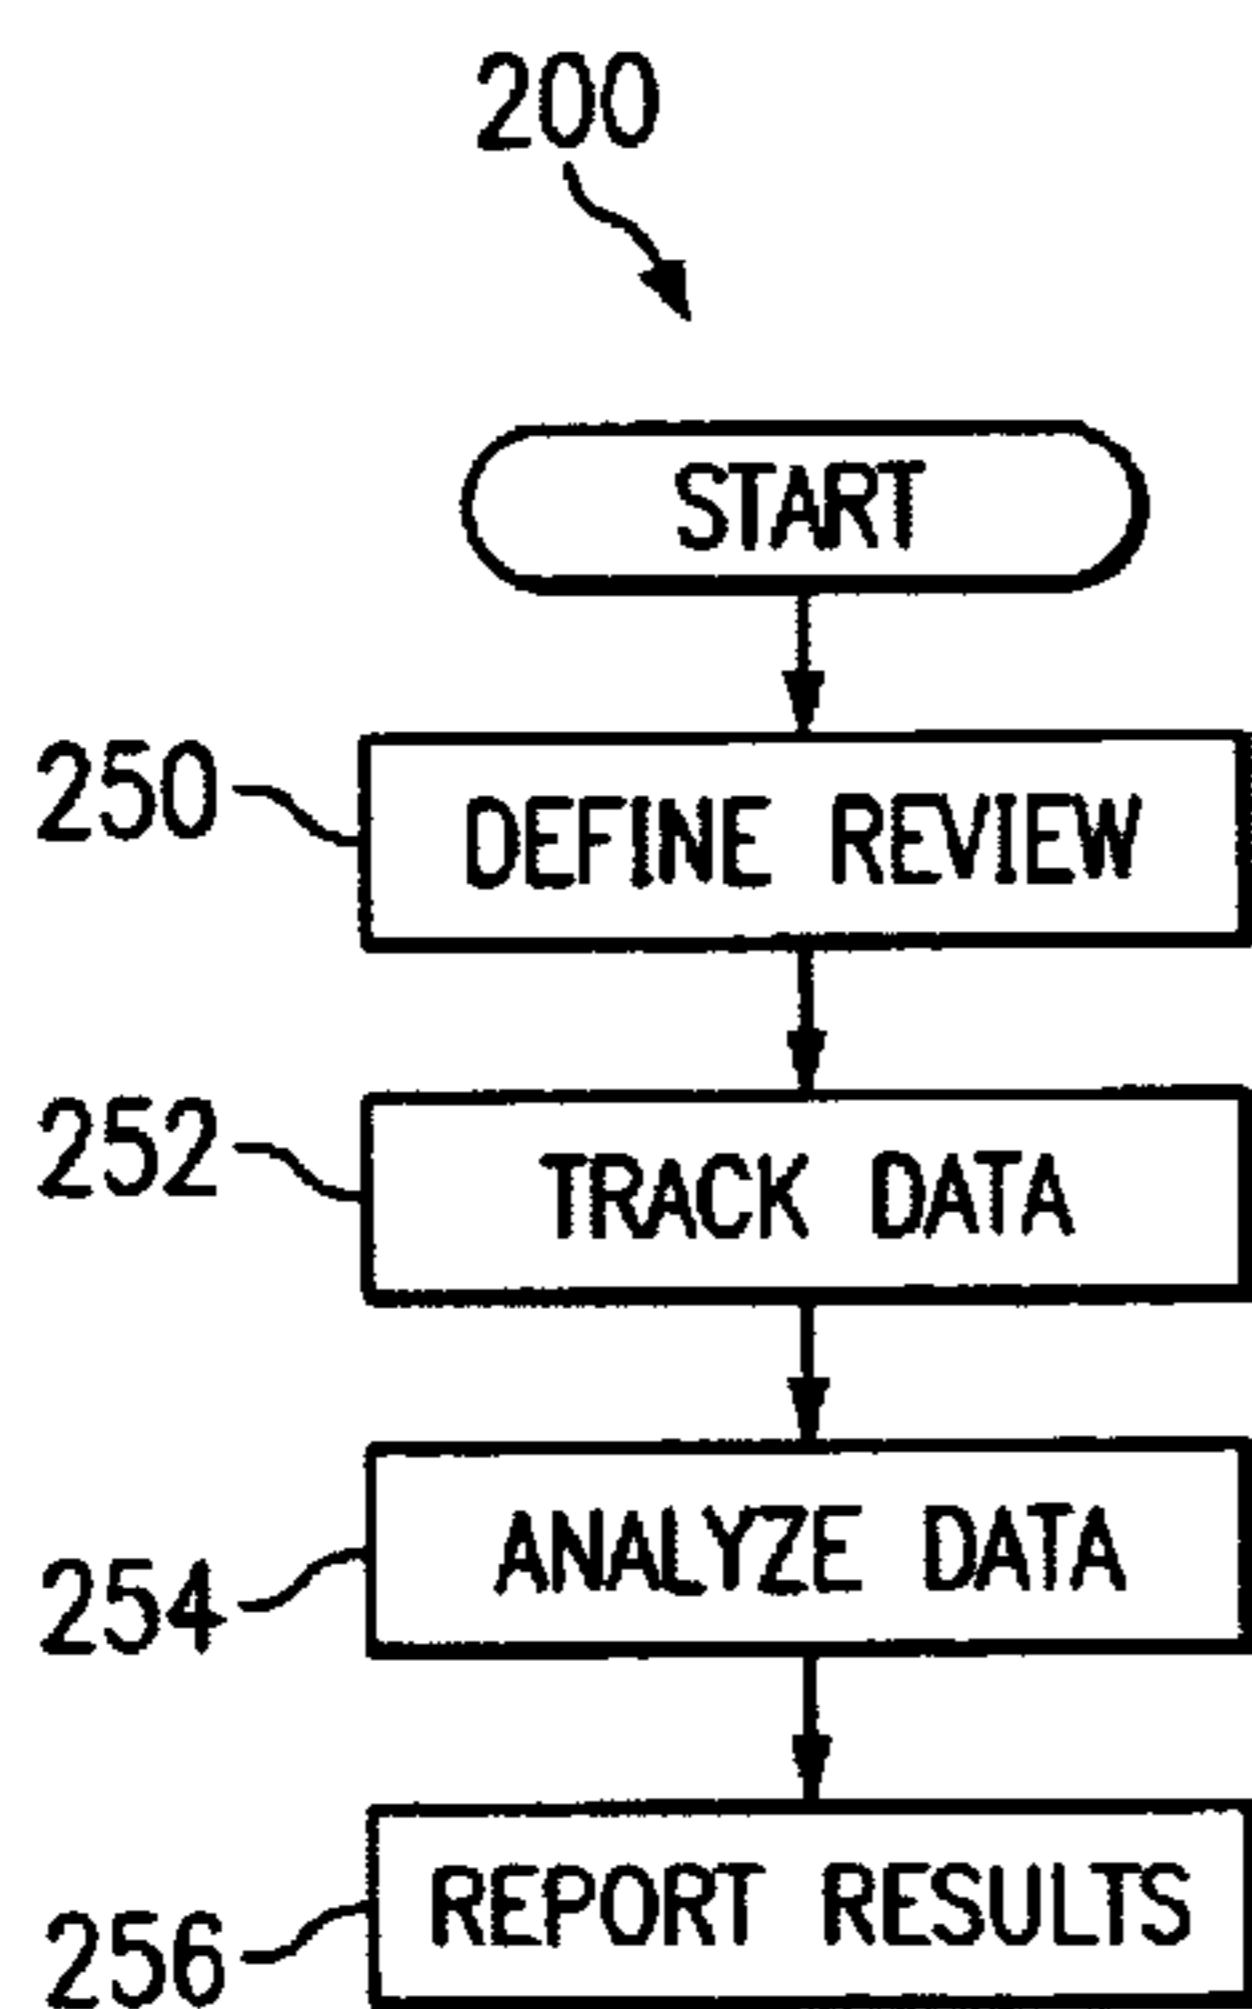 200
START
250
DEFINE REVIEW
252
TRACK DATA
254
ANALYZE DATA
256
REPORT RESULTS